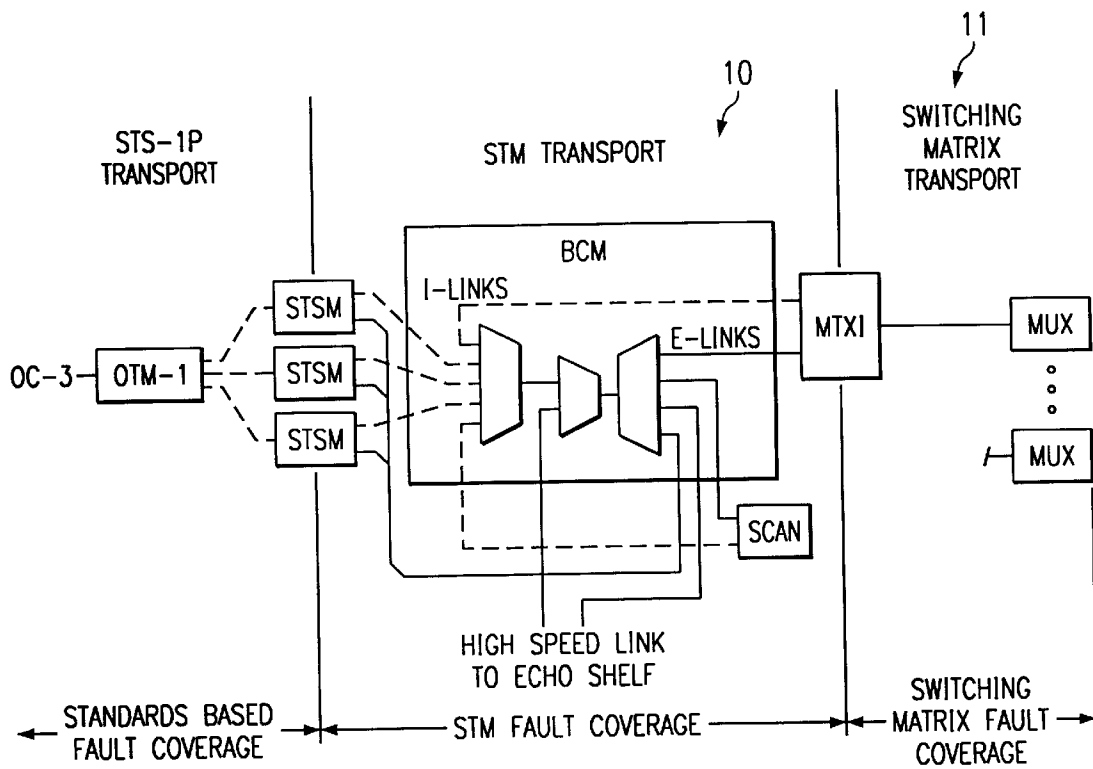 11
10
STS-1P
TRANSPORT
STM TRANSPORT
SWITCHING
MATRIX
TRANSPORT
BCM
I-LINKS
STSM
MTXI
E-LINKS
MUX
OC-3
OTM-1
STSM
STSM
MUX
SCAN
HIGH SPEED LINK
TO ECHO SHELF
STANDARDS BASED
FAULT COVERAGE
STM FAULT COVERAGE
SWITCHING
MATRIX FAULT
COVERAGE